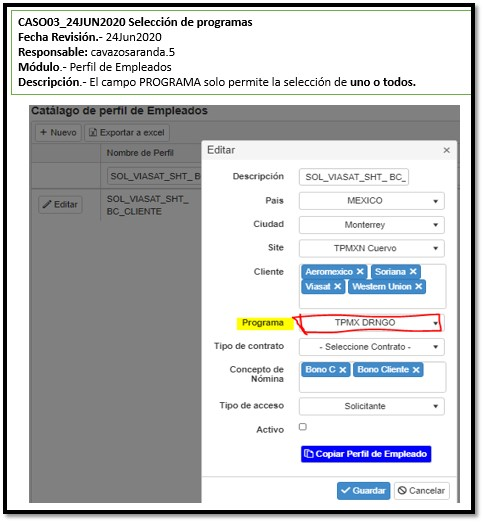 CASO03_24JUN2020 Selección de programas
Fecha Revisión.- 24Jun2020
Responsable: cavazosaranda.5
Módulo.- Perfil de Empleados
Descripción.- El campo PROGRAMA solo permite la selección de uno o todos.
Catálago de perfil de Empleados
+ Nuevo
Exportar a excel
Nombre de Perfil
SOL_VIASAT_SHT_ B
Editar
SOL_VIASAT_SHT_
BC_CLIENTE
Editar ×
Descripción SOL_VIASAT_SHT_ BC_
País MEXICO
Ciudad Monterrey
Site TPMXN Cuervo
Cliente Aeromexico × Soriana ×
Viasat × Western Union ×
Programa TPMX DRNGO
Tipo de contrato - Seleccione Contrato -
Concepto de Nómina Bono C × Bono Cliente ×
Tipo de acceso Solicitante
Activo
Copiar Perfil de Empleado
Guardar
Cancelar